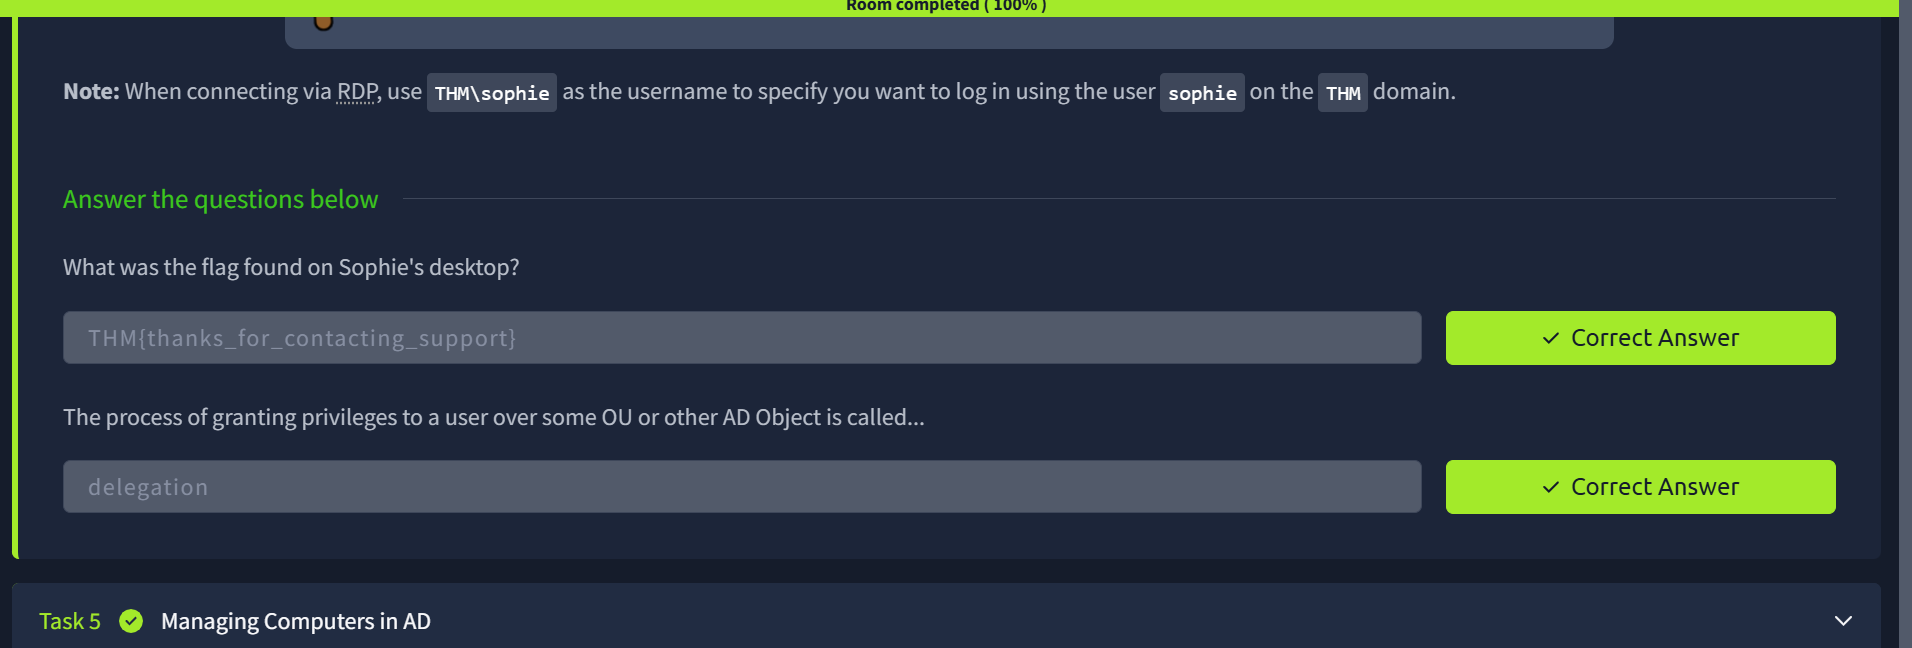 Room completed ( 100% )
Note: When connecting via RDP, use THM\sophie as the username to specify you want to log in using the user sophie on the THM domain.
Answer the questions below
What was the flag found on Sophie's desktop?
THM{thanks_for_contacting_support}
✓ Correct Answer
The process of granting privileges to a user over some OU or other AD Object is called...
delegation
✓ Correct Answer
Task 5 Managing Computers in AD